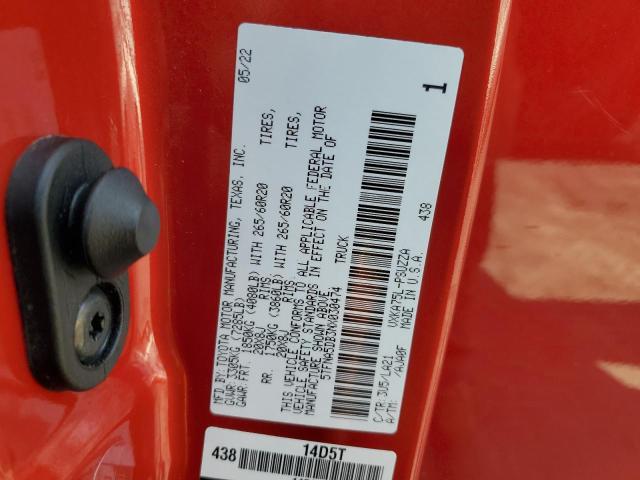 MFD BY: TOYOTA MOTOR MANUFACTURING, TEXAS, INC. 05/22
GVWR: 3305KG (7285LB)
GAWR: FRT. 1850KG (4080LB) WITH 265/60R20 TIRES,
20X8J RIMS,
RR. 1750KG (3860LB) WITH 265/60R20 TIRES,
20X8J RIMS,
THIS VEHICLE CONFORMS TO ALL APPLICABLE FEDERAL MOTOR
VEHICLE SAFETY STANDARDS IN EFFECT ON THE DATE OF
MANUFACTURE SHOWN ABOVE.
5TFNA5DB3NX030474 TRUCK
438
1
C/TR: 3U5/LA21 VXKA75L-PSUZZA
A/TM: /AJA0F MADE IN U.S.A.
438 14D5T